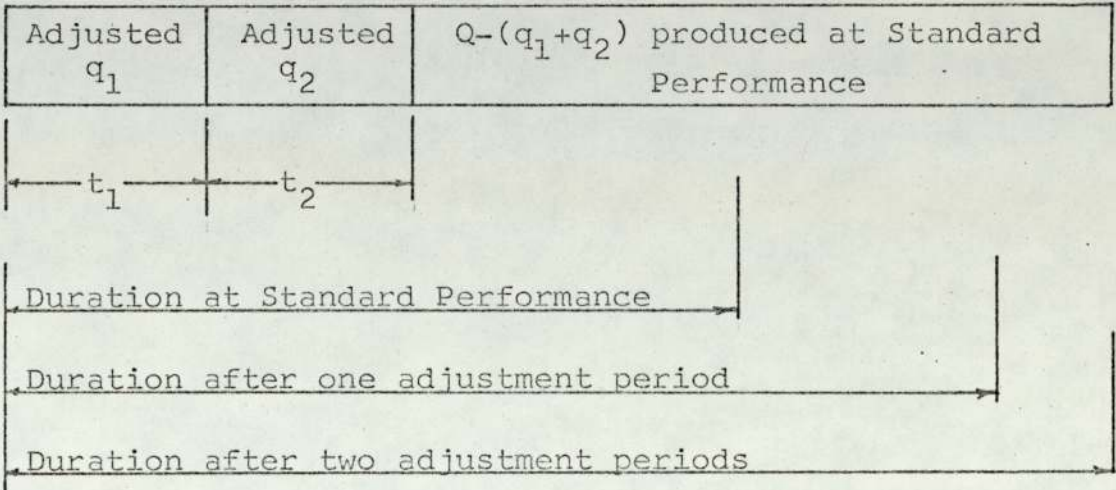 Adjusted Adjusted Q-(q₁+q₂) produced at Standard
q₁ q₂ Performance
t₁ t₂
Duration at Standard Performance
Duration after one adjustment period
Duration after two adjustment periods